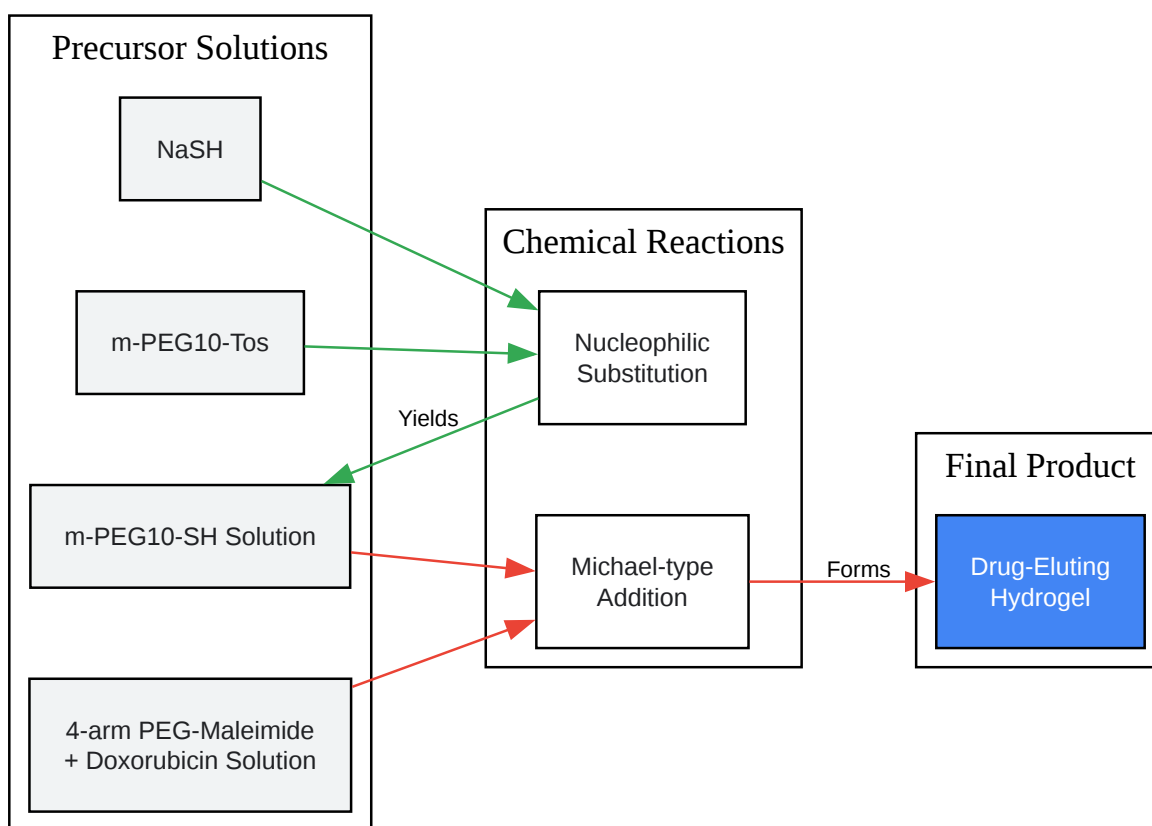 Precursor Solutions
NaSH
m-PEG10-Tos
m-PEG10-SH Solution
4-arm PEG-Maleimide
+ Doxorubicin Solution
Yields
Chemical Reactions
Nucleophilic
Substitution
Michael-type
Addition
Forms
Final Product
Drug-Eluting
Hydrogel